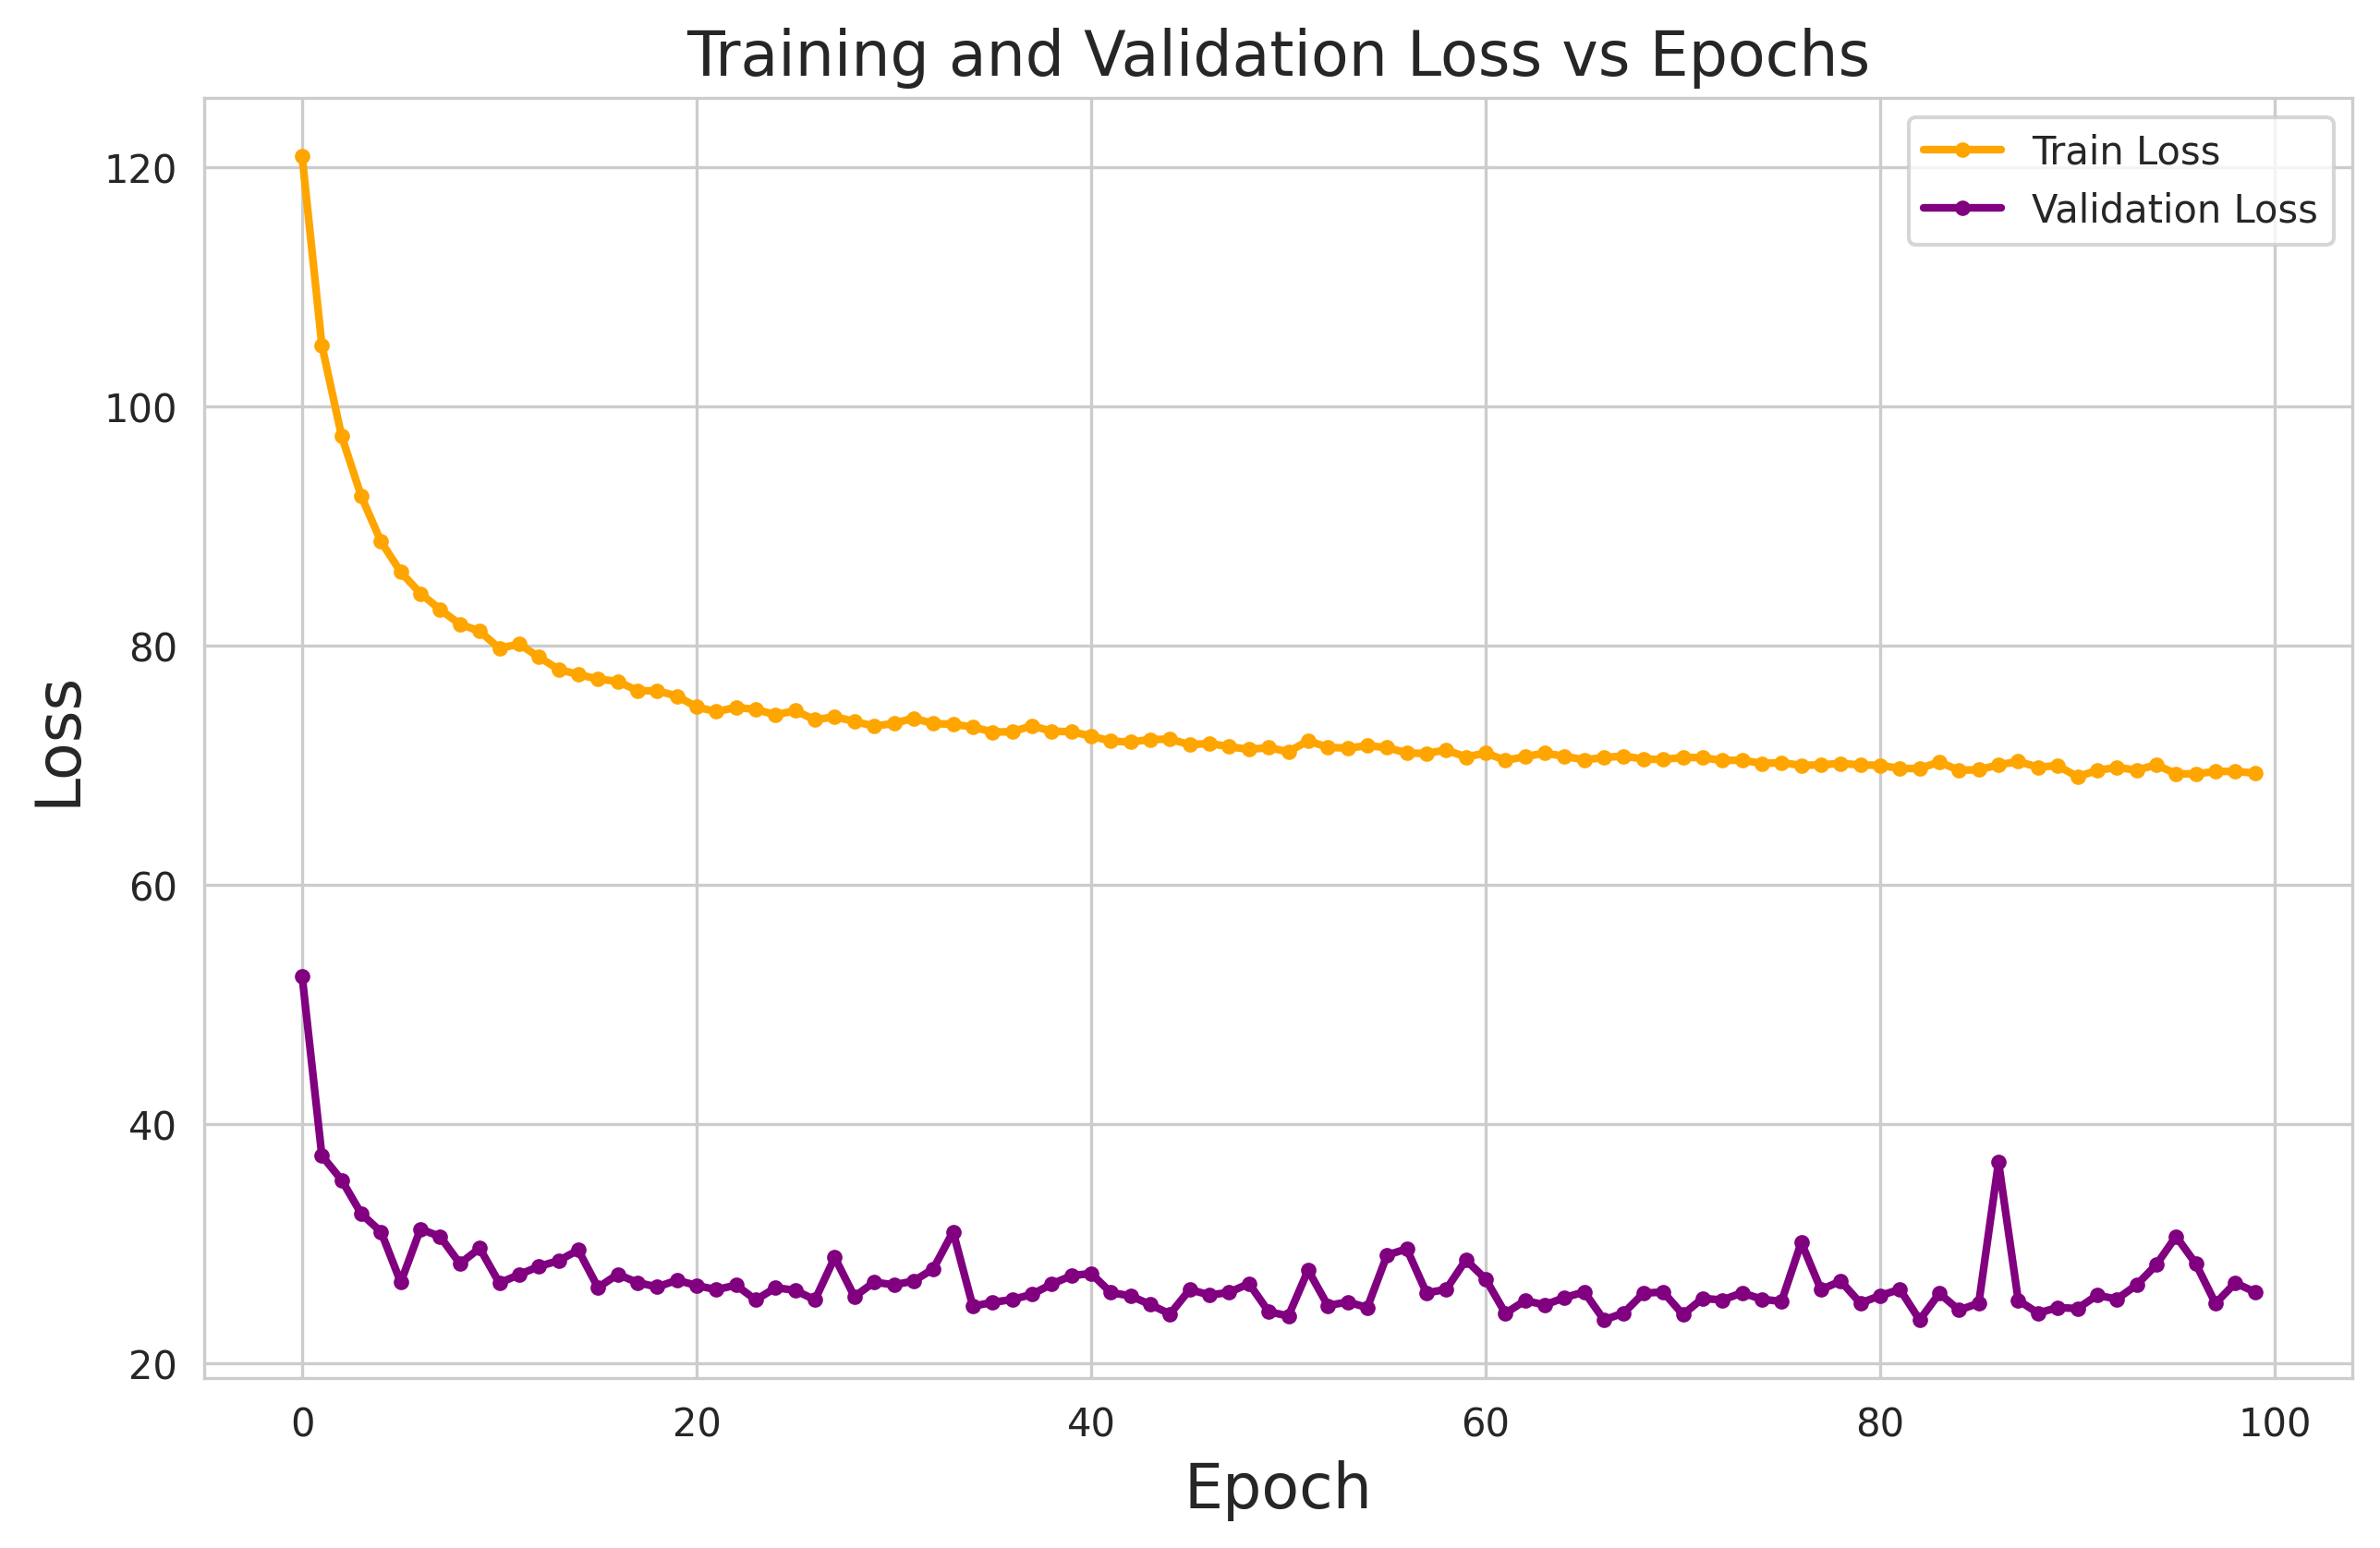 Training and Validation Loss vs Epochs
Train Loss
Validation Loss
120
100
80
60
40
20
Loss
0 20 40 60 80 100
Epoch